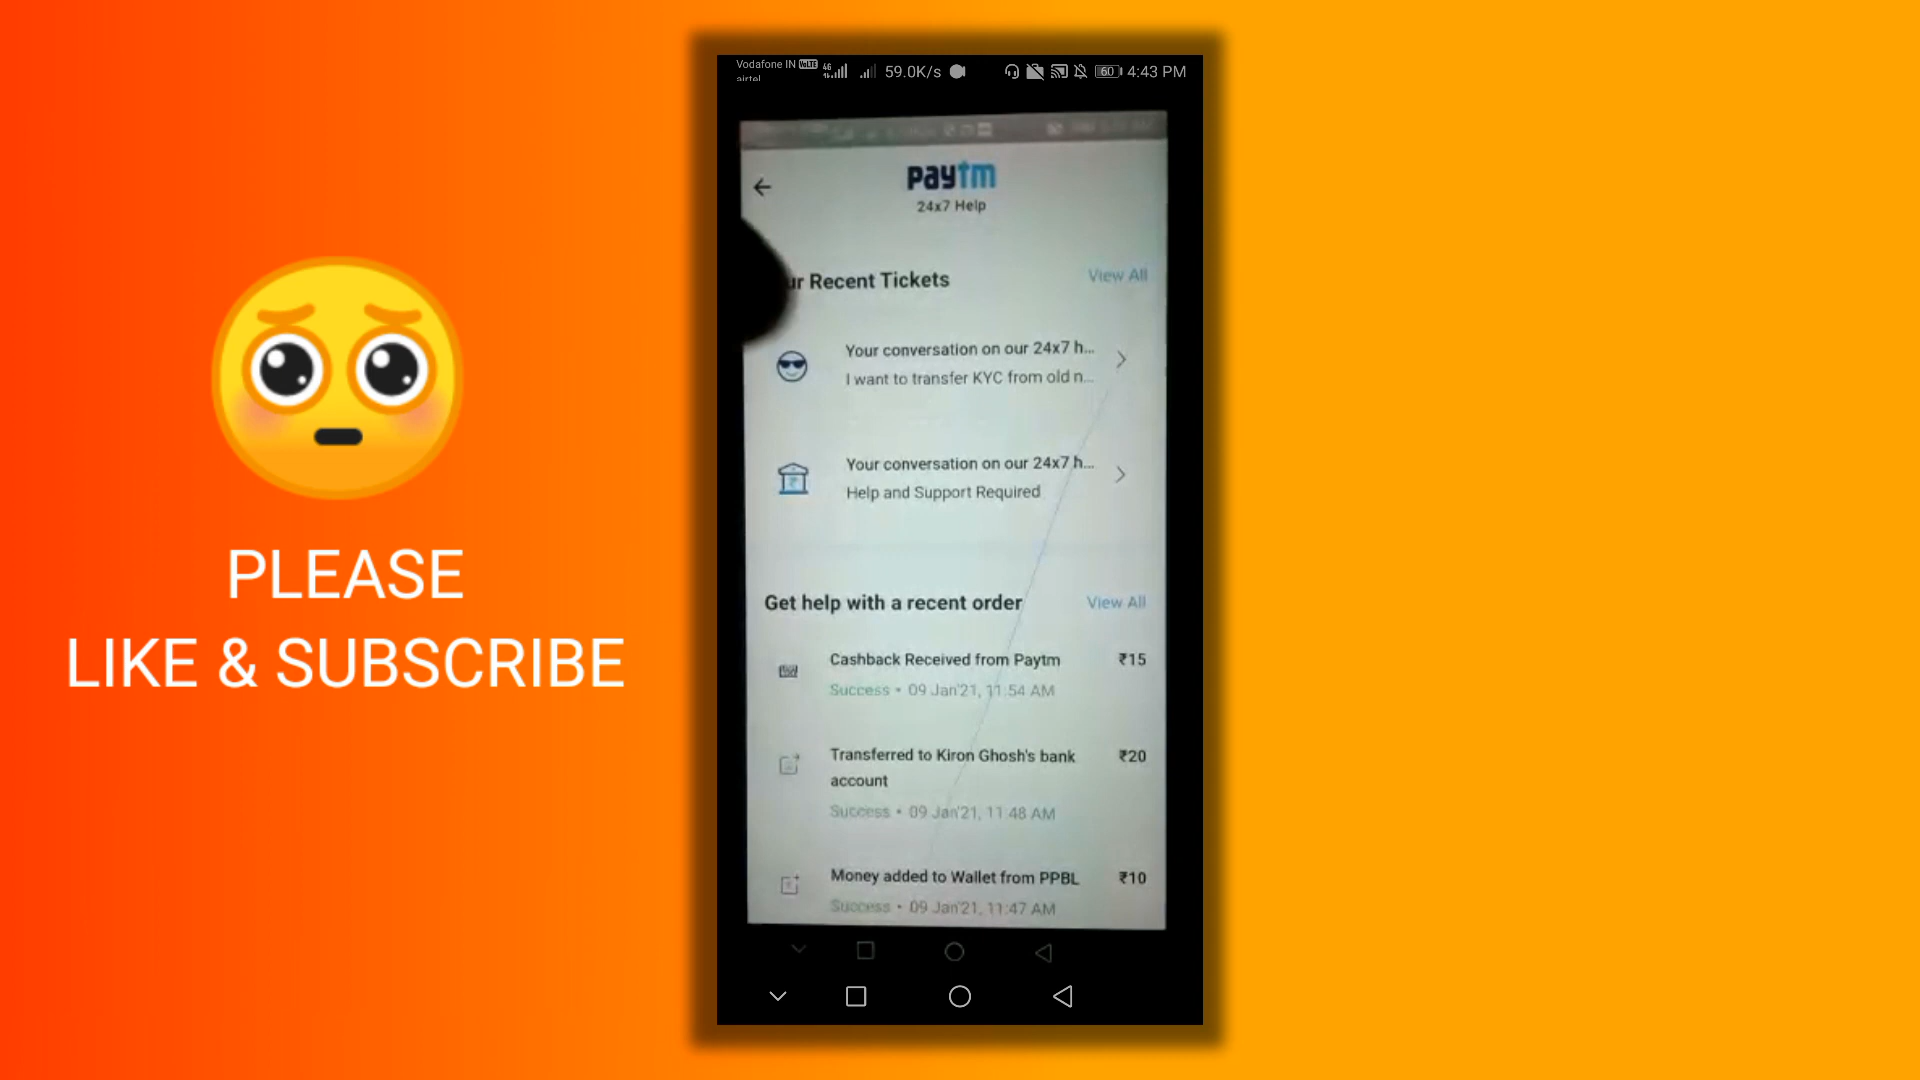 PLEASE
LIKE & SUBSCRIBE
Vodafone IN VoLTE
airtel
4G
59.0K/s
60
4:43 PM
paytm
24x7 Help
ur Recent Tickets
View All
Your conversation on our 24x7 h...
I want to transfer KYC from old n...
Your conversation on our 24x7 h...
Help and Support Required
Get help with a recent order
View All
Cashback Received from Paytm
₹15
Success • 09 Jan'21, 11:54 AM
Transferred to Kiron Ghosh's bank
account
₹20
Success • 09 Jan'21, 11:48 AM
Money added to Wallet from PPBL
₹10
Success • 09 Jan'21, 11:47 AM